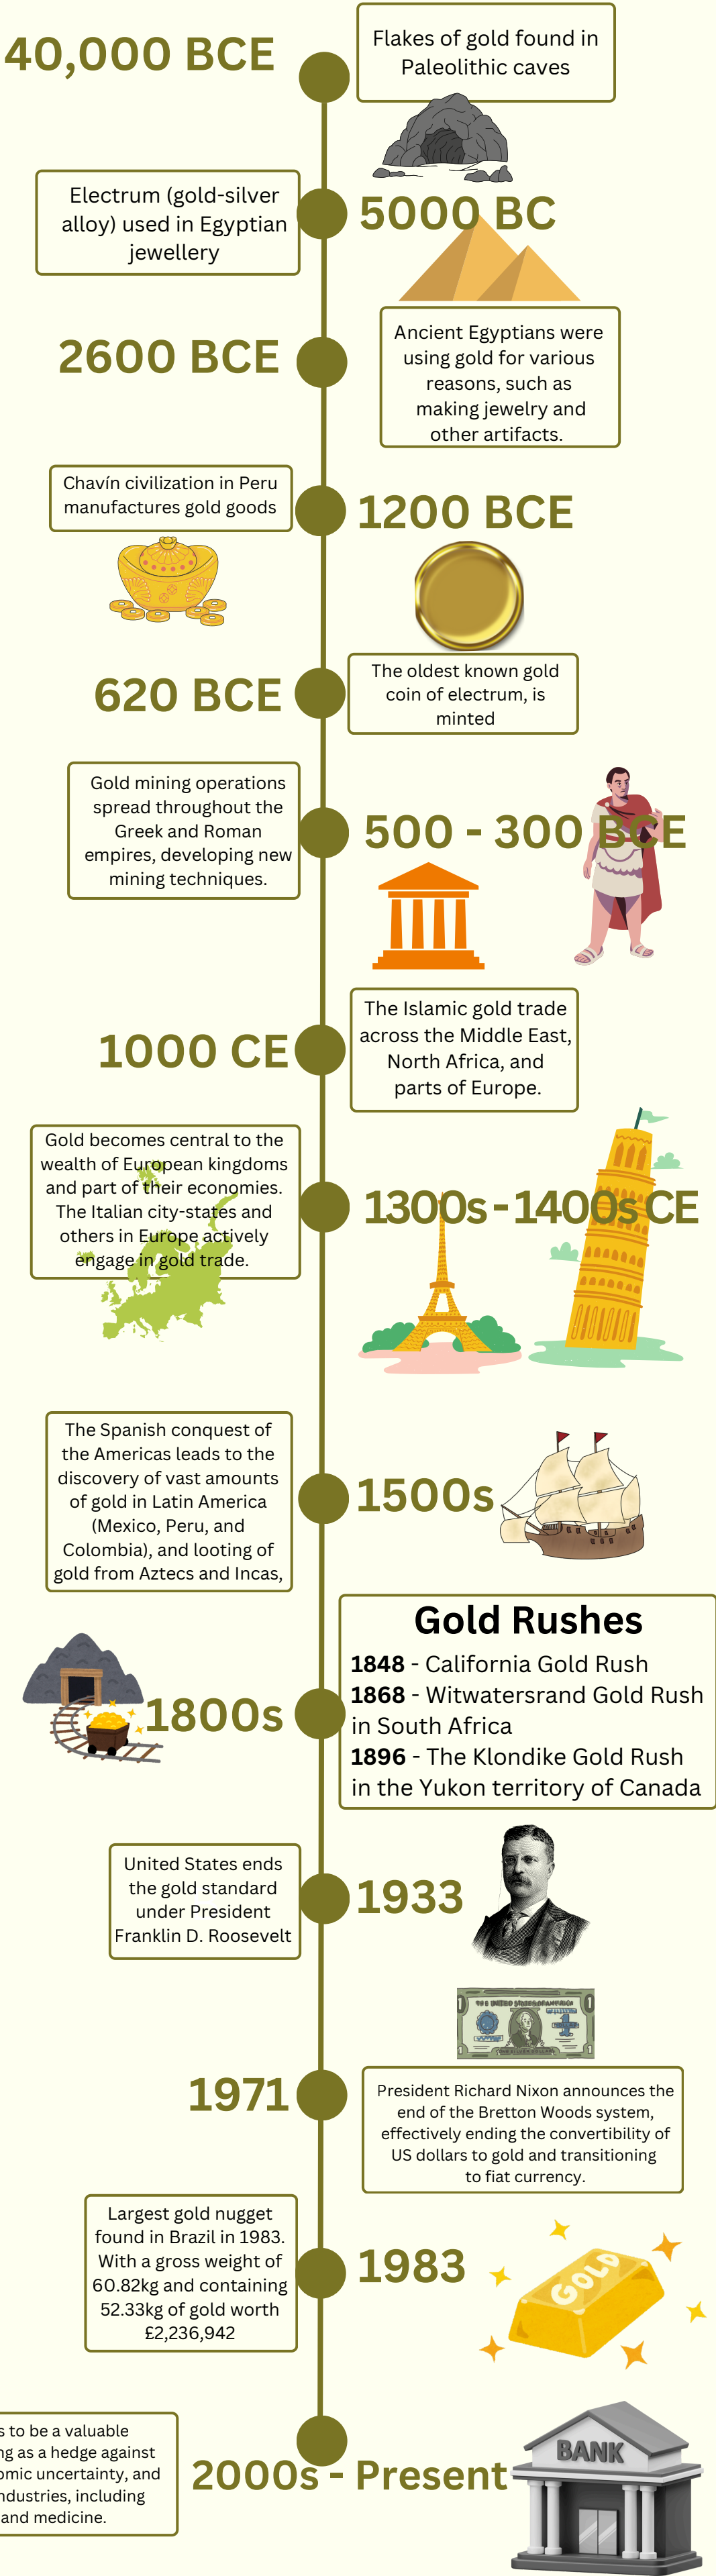 40,000 BCE
Flakes of gold found in
Paleolithic caves
Electrum (gold-silver
alloy) used in Egyptian
jewellery
5000 BC
2600 BCE
Ancient Egyptians were
using gold for various
reasons, such as
making jewelry and
other artifacts.
Chavín civilization in Peru
manufactures gold goods
1200 BCE
620 BCE
The oldest known gold
coin of electrum, is
minted
Gold mining operations
spread throughout the
Greek and Roman
empires, developing new
mining techniques.
500 - 300 BCE
1000 CE
The Islamic gold trade
across the Middle East,
North Africa, and
parts of Europe.
Gold becomes central to the
wealth of European kingdoms
and part of their economies.
The Italian city-states and
others in Europe actively
engage in gold trade.
1300s - 1400s CE
The Spanish conquest of
the Americas leads to the
discovery of vast amounts
of gold in Latin America
(Mexico, Peru, and
Colombia), and looting of
gold from Aztecs and Incas,
1500s
1800s
Gold Rushes
1848 - California Gold Rush
1868 - Witwatersrand Gold Rush
in South Africa
1896 - The Klondike Gold Rush
in the Yukon territory of Canada
United States ends
the gold standard
under President
Franklin D. Roosevelt
1933
1
1
1971
President Richard Nixon announces the
end of the Bretton Woods system,
effectively ending the convertibility of
US dollars to gold and transitioning
to fiat currency.
Largest gold nugget
found in Brazil in 1983.
With a gross weight of
60.82kg and containing
52.33kg of gold worth
£2,236,942
1983
GOLD
s to be a valuable
ng as a hedge against
omic uncertainty, and
ndustries, including
and medicine.
2000s - Present
BANK